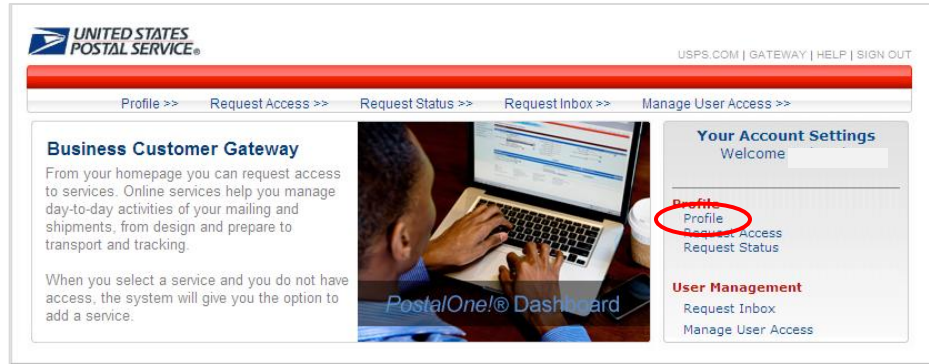 UNITED STATES
POSTAL SERVICE®
USPS.COM | GATEWAY | HELP | SIGN OUT
Profile >> Request Access >> Request Status >> Request Inbox >> Manage User Access >>
Business Customer Gateway
From your homepage you can request access
to services. Online services help you manage
day-to-day activities of your mailing and
shipments, from design and prepare to
transport and tracking.
When you select a service and you do not have
access, the system will give you the option to
add a service.
PostalOne!® Dashboard
Your Account Settings
Welcome
Profile
Profile
Request Access
Request Status
User Management
Request Inbox
Manage User Access